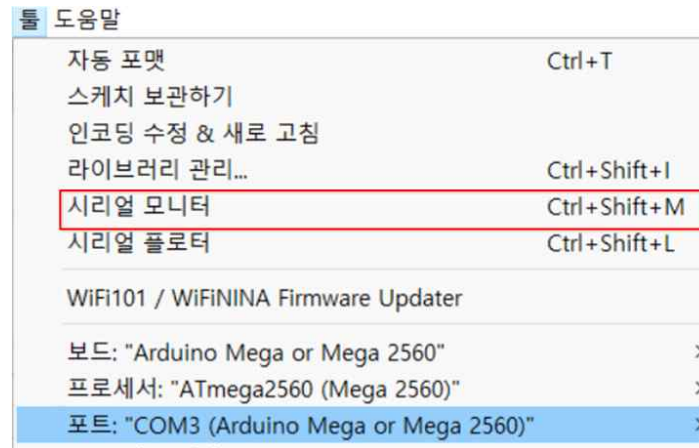 툴 도움말
자동 포맷 Ctrl+T
스케치 보관하기
인코딩 수정 & 새로 고침
라이브러리 관리... Ctrl+Shift+I
시리얼 모니터 Ctrl+Shift+M
시리얼 플로터 Ctrl+Shift+L
WiFi101 / WiFiNINA Firmware Updater
보드: "Arduino Mega or Mega 2560"
프로세서: "ATmega2560 (Mega 2560)"
포트: "COM3 (Arduino Mega or Mega 2560)"